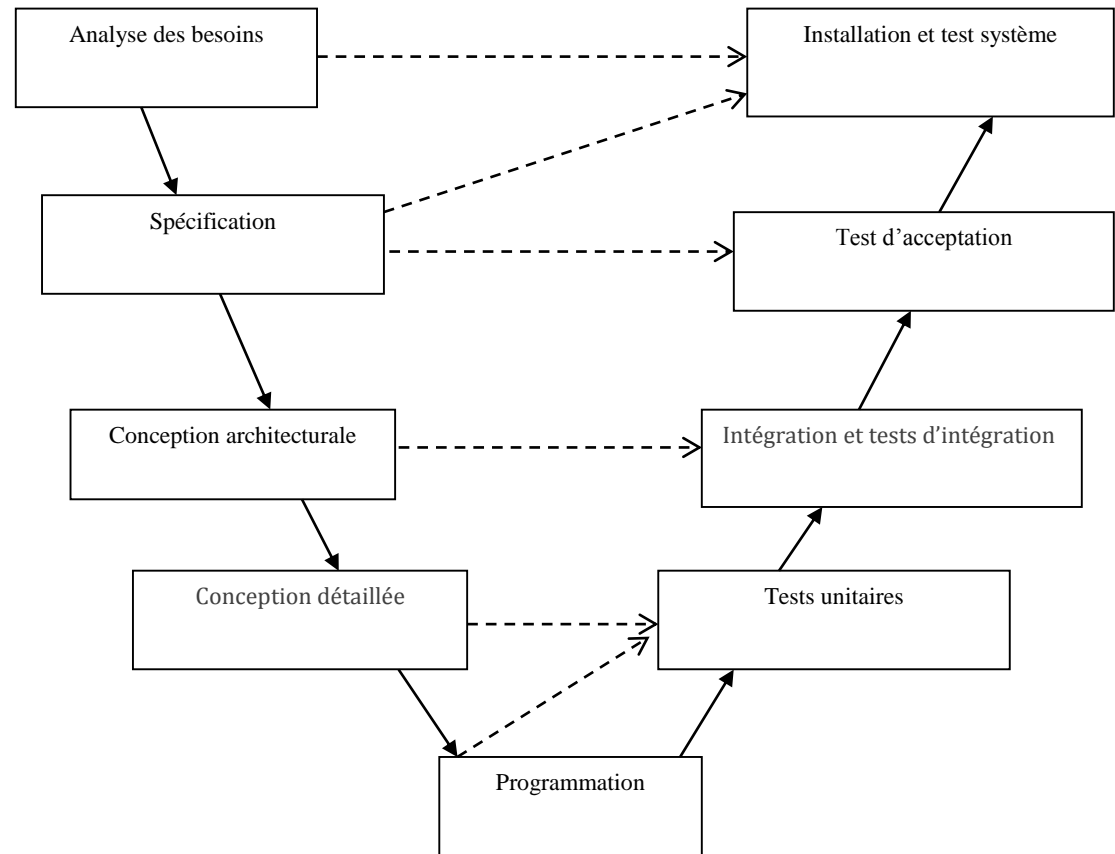 Analyse des besoins
Installation et test système
Spécification
Test d’acceptation
Conception architecturale
Intégration et tests d’intégration
Conception détaillée
Tests unitaires
Programmation